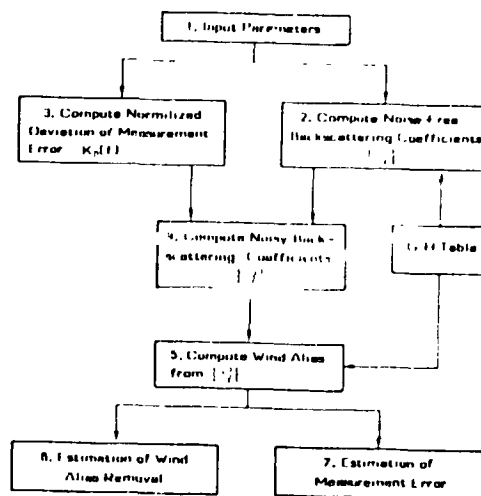 1. Input Parameters
3. Compute Normilized
Deviation of Measurement
Error
2. Compute Noise Free
Backscattering Coefficients
4. Compute Noisy Back-
scattering Coefficients
G-H Table
5. Compute Wind Alias
from
6. Estimation of Wind
Alias Removal
7. Estimation of
Measurement Error